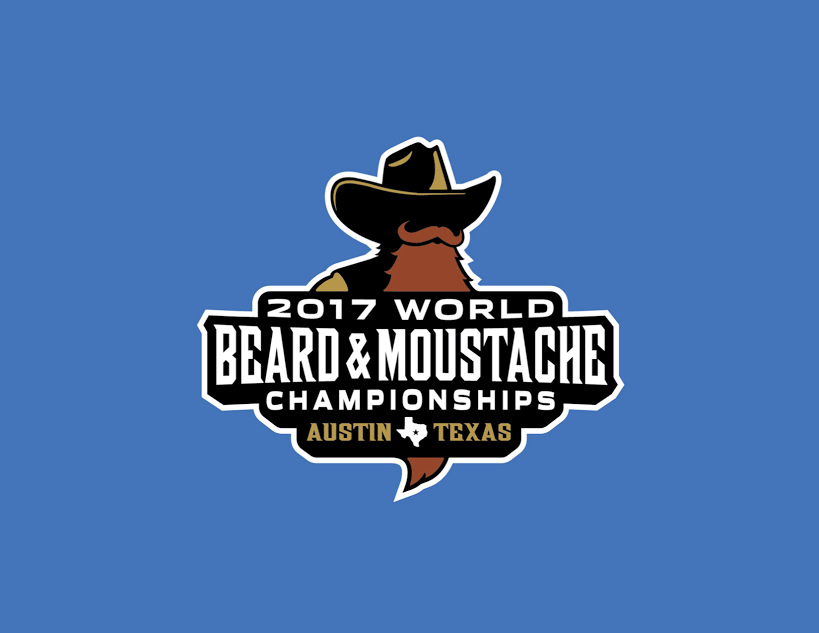 2017 WORLD
BEARD & MOUSTACHE
CHAMPIONSHIPS
AUSTIN TEXAS